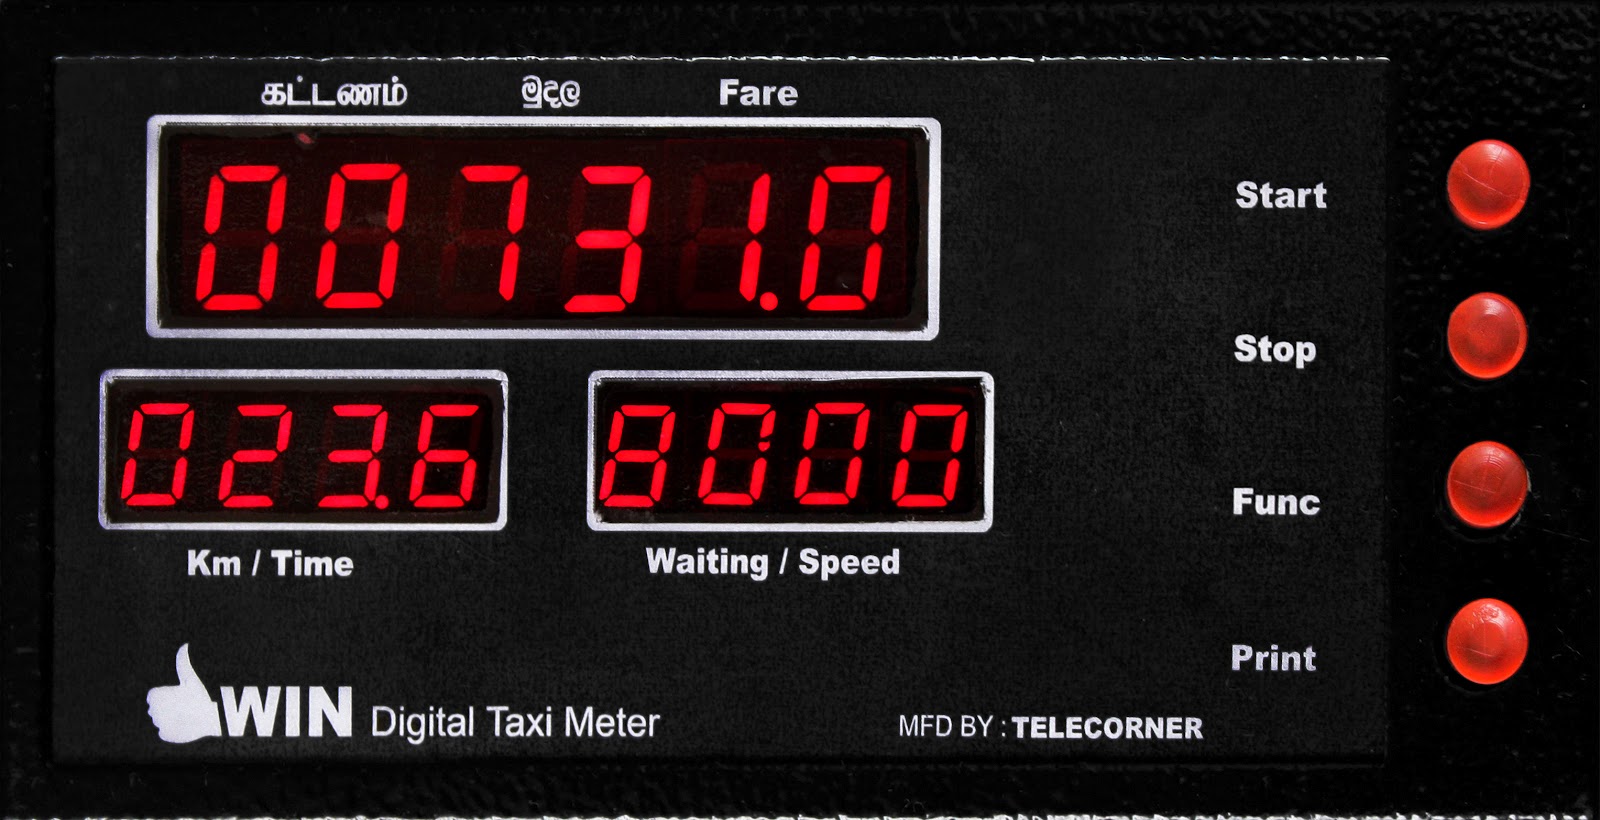 கட்டணம் මුදල Fare
00731.0
Start
Stop
023.6 8000
Func
Km / Time Waiting / Speed
Print
WIN Digital Taxi Meter MFD BY : TELECORNER